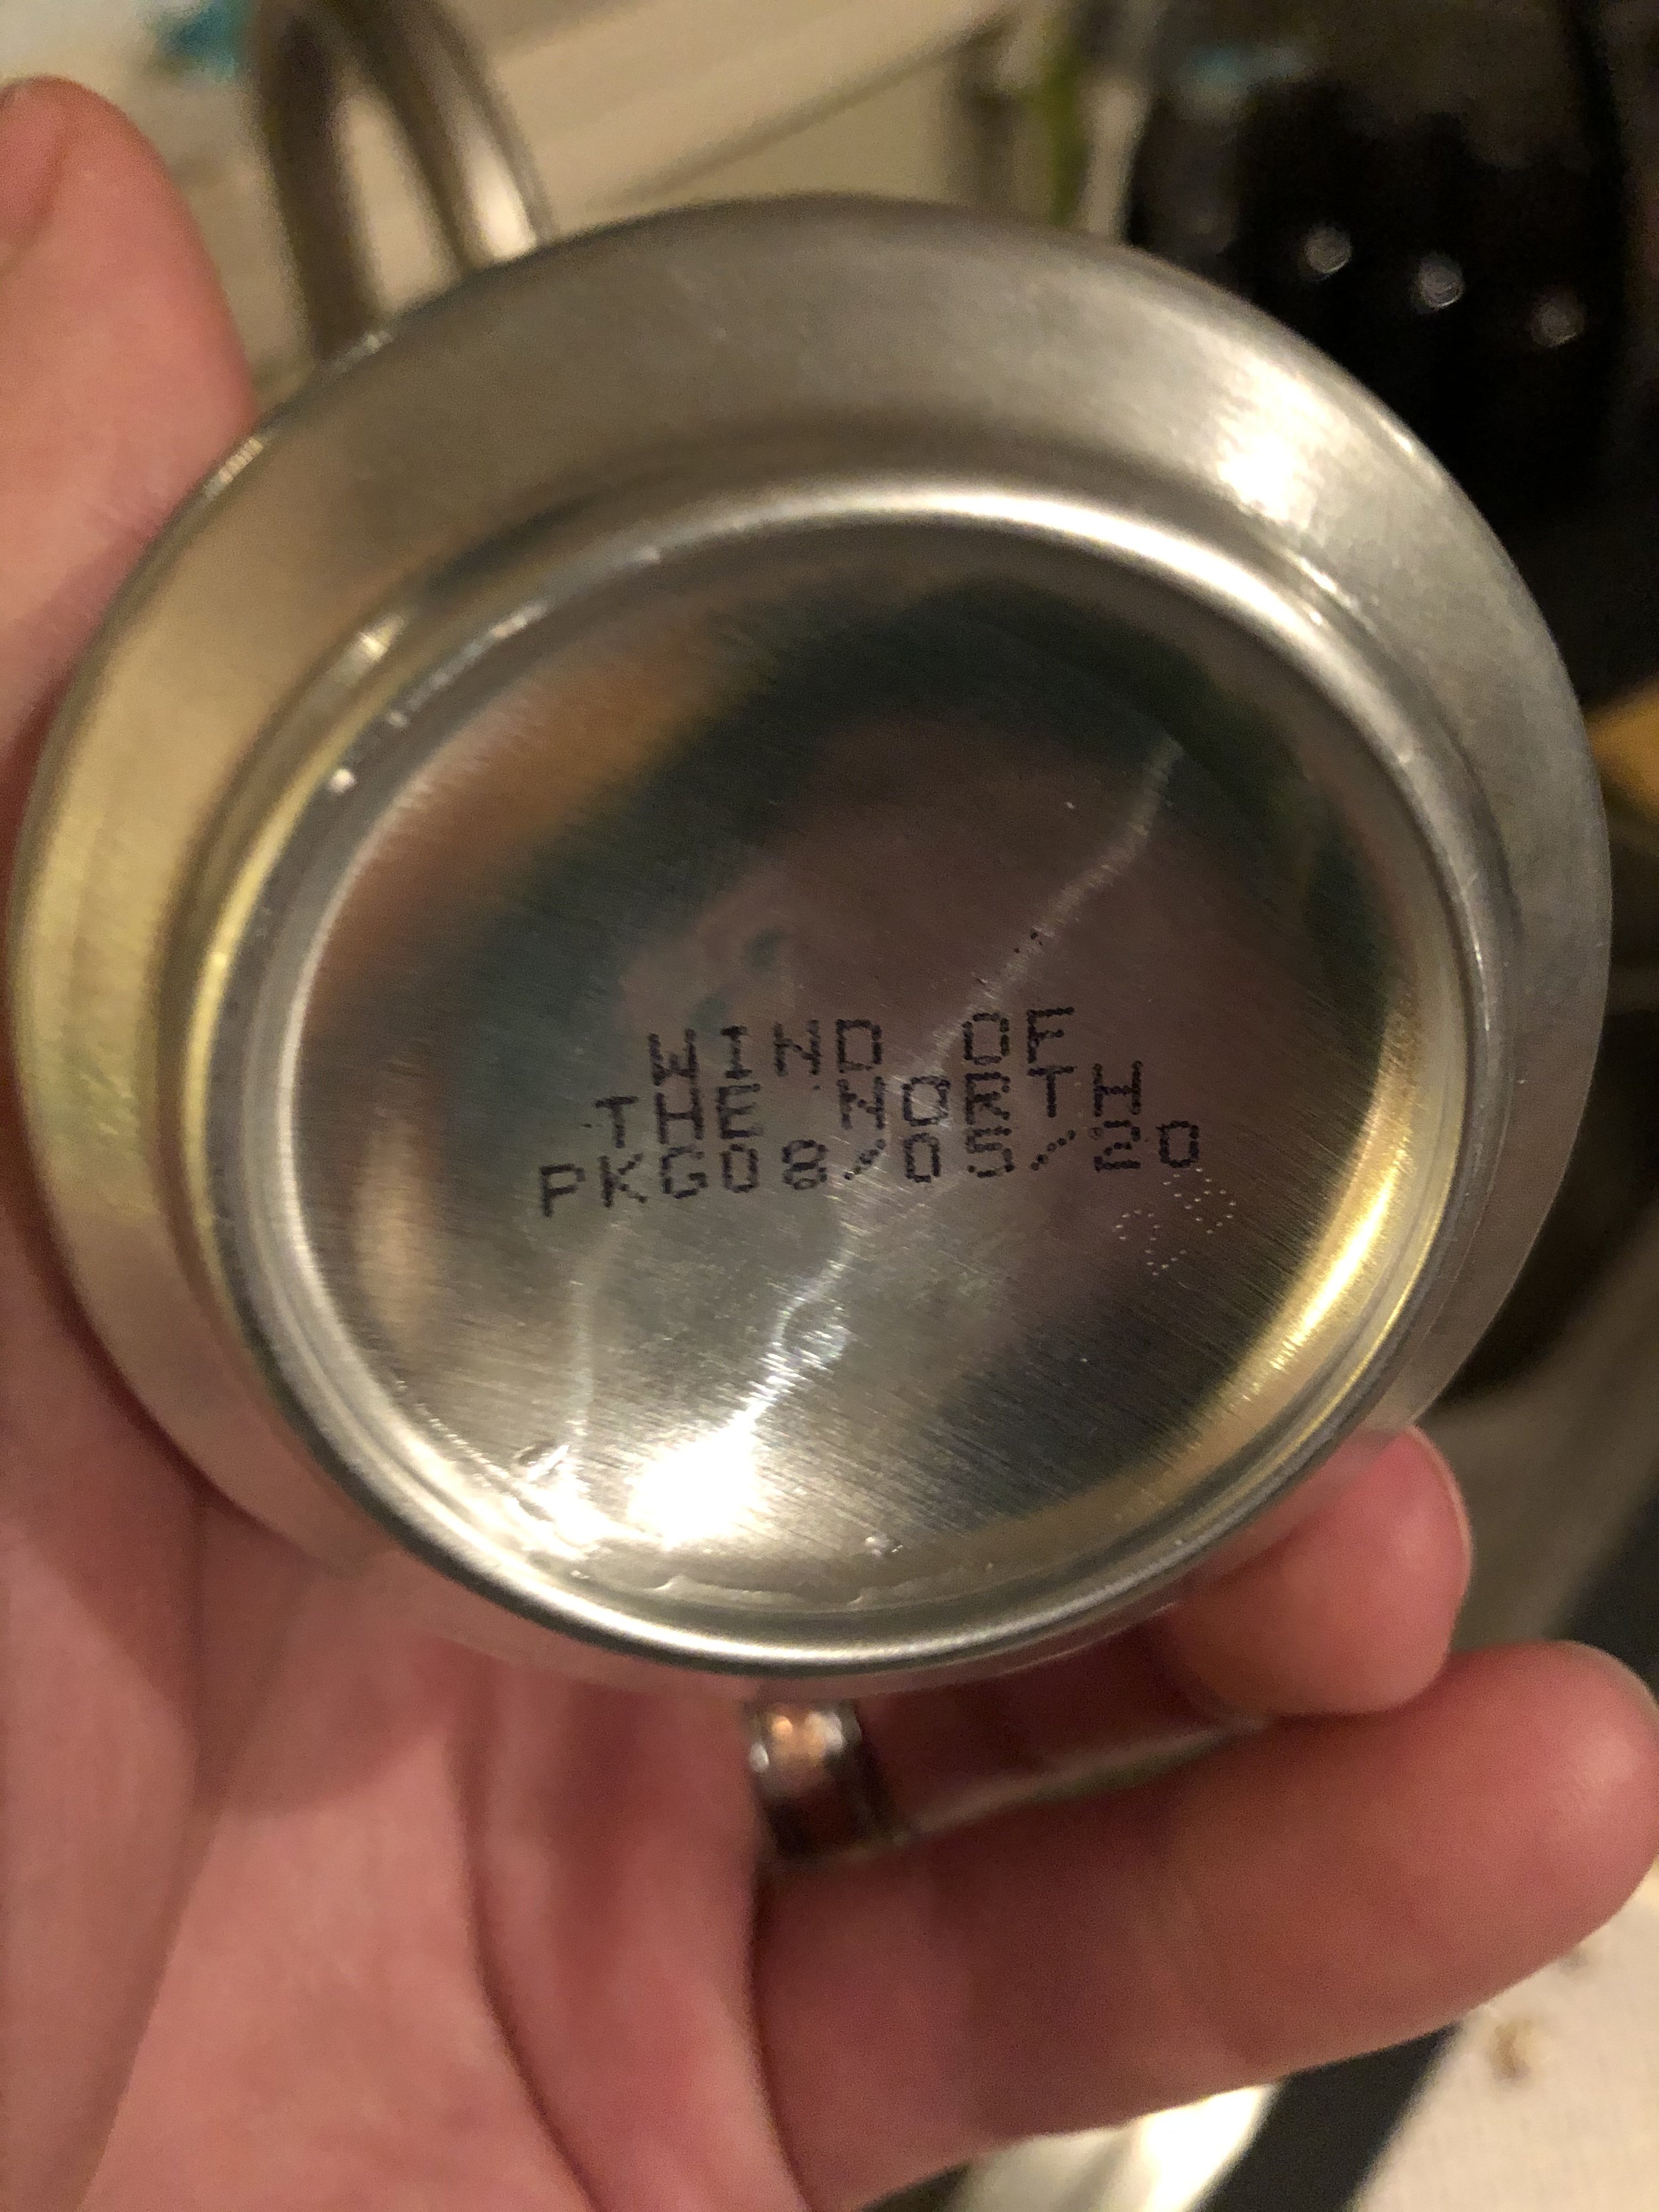 WIND OF
THE NORTH
PKG08/05/20